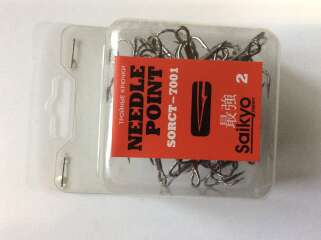 ТРОЙНЫЕ КРЮЧКИ
NEEDLE
POINT
SORCT-7001
2
最強
Saikyo